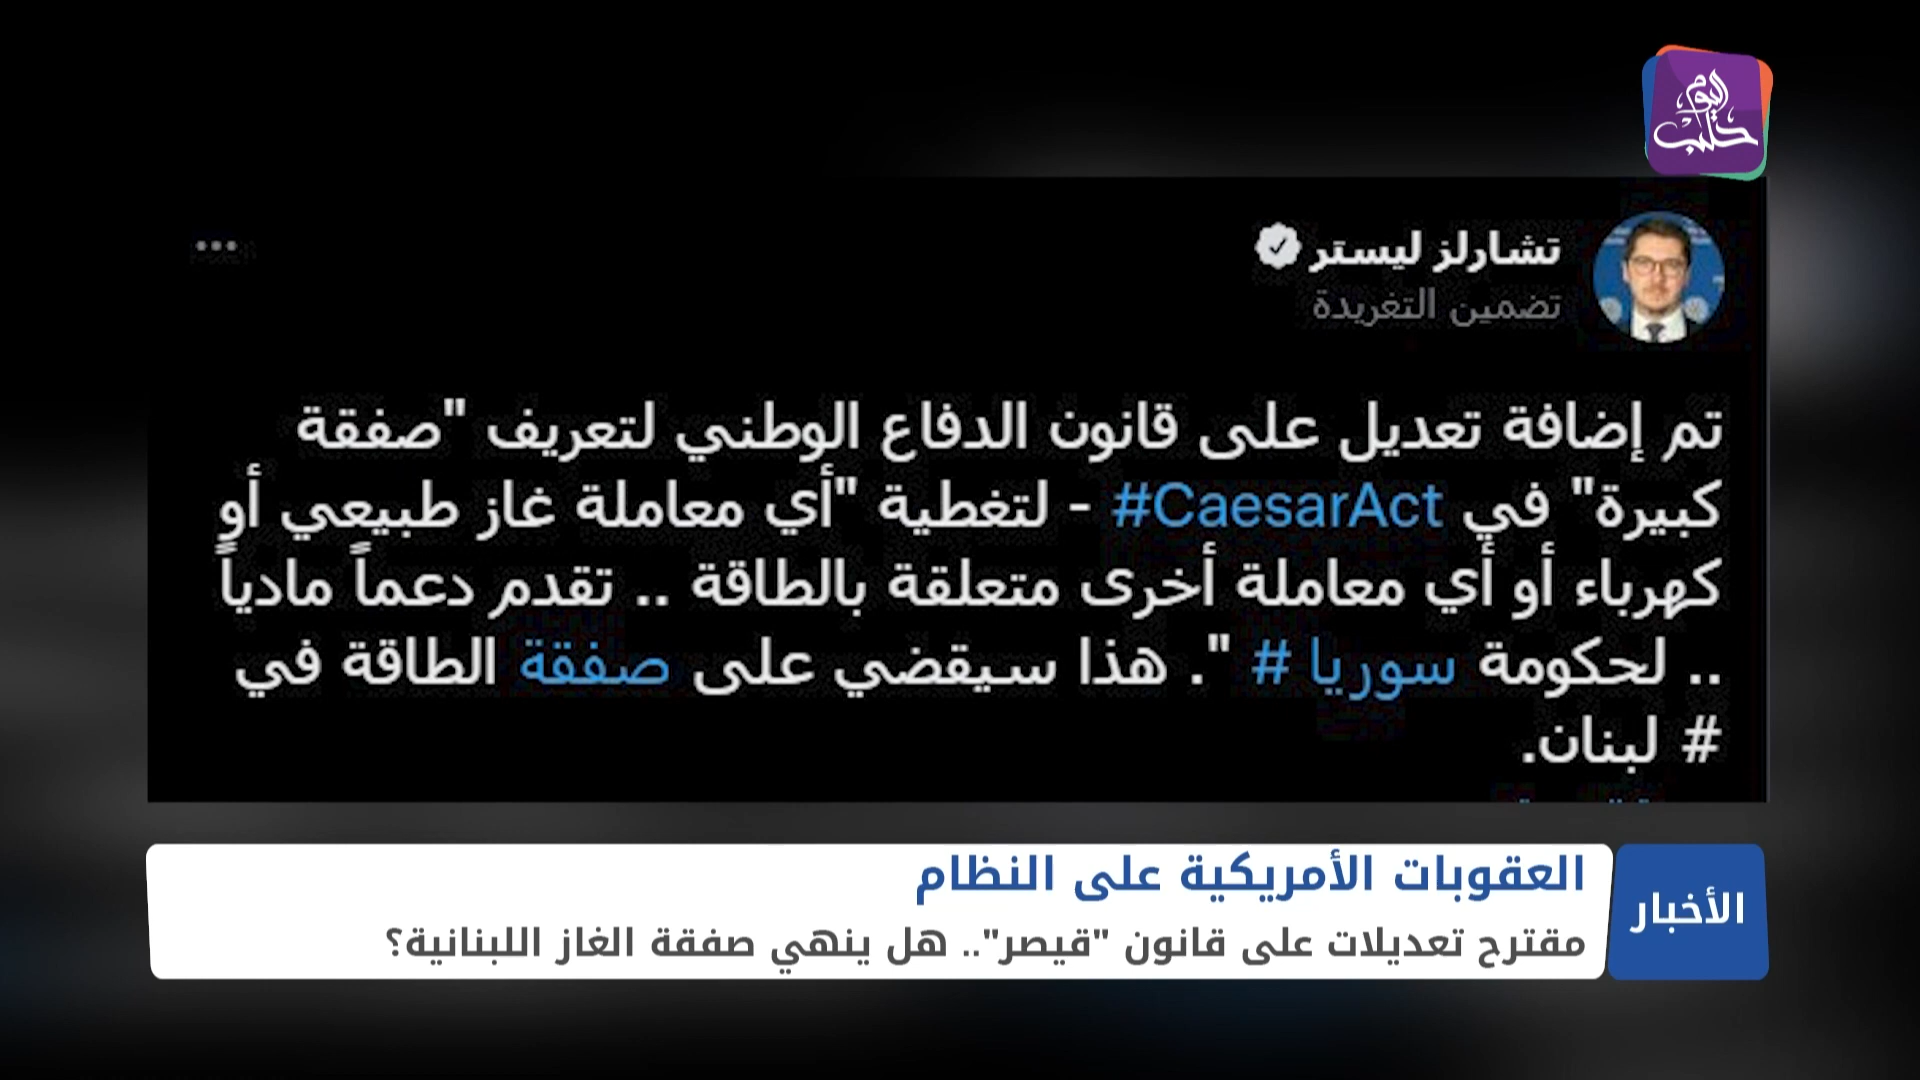 حلب اليوم
تشارلز ليستر
تضمين التغريدة
تم إضافة تعديل على قانون الدفاع الوطني لتعريف "صفقة
كبيرة" في CaesarAct# - لتغطية "أي معاملة غاز طبيعي أو
كهرباء أو أي معاملة أخرى متعلقة بالطاقة .. تقدم دعماً مادياً
.. لحكومة سوريا # ". هذا سيقضي على صفقة الطاقة في
# لبنان.
العقوبات الأمريكية على النظام
الأخبار
مقترح تعديلات على قانون "قيصر".. هل ينهي صفقة الغاز اللبنانية؟